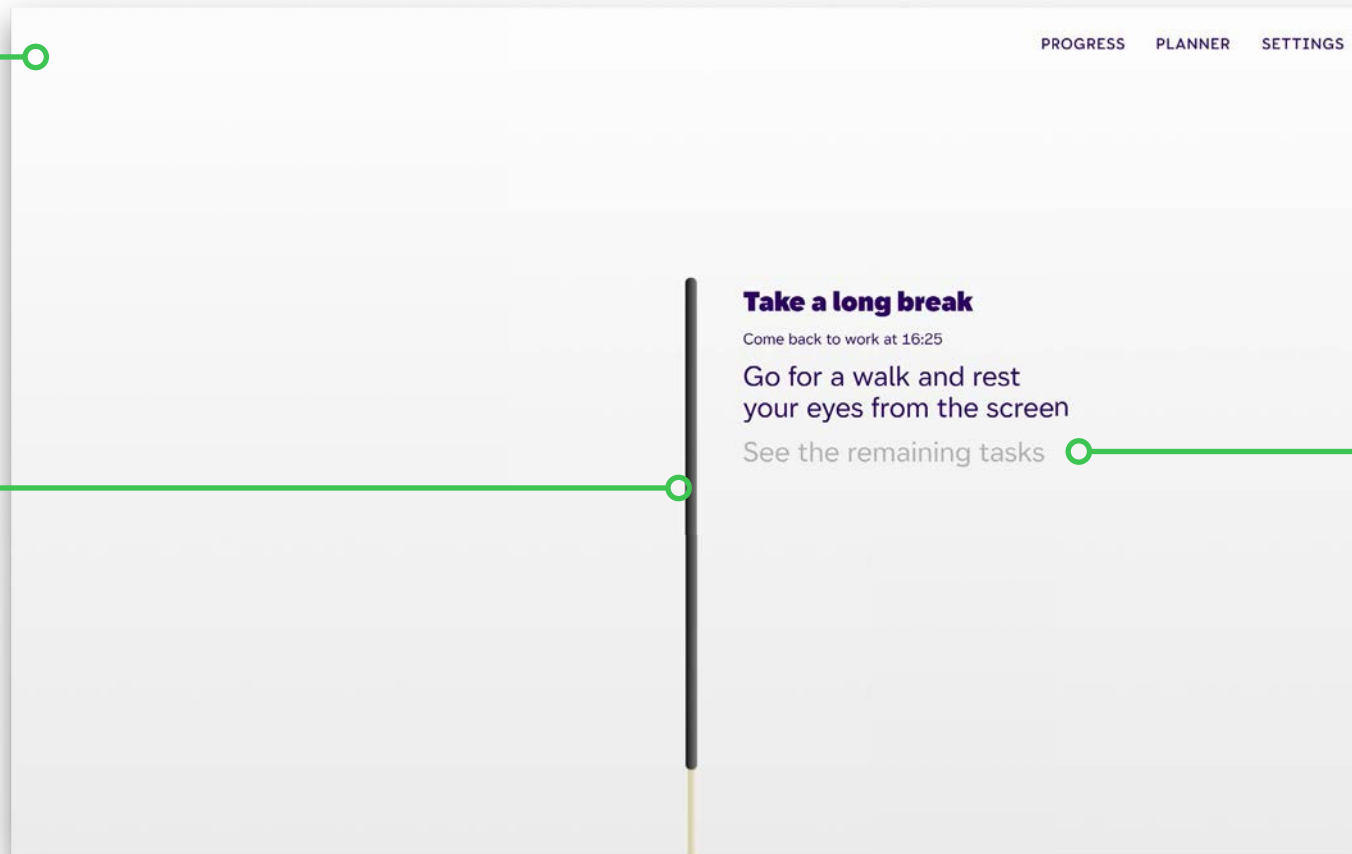 PROGRESS PLANNER SETTINGS
Take a long break
Come back to work at 16:25
Go for a walk and rest
your eyes from the screen
See the remaining tasks